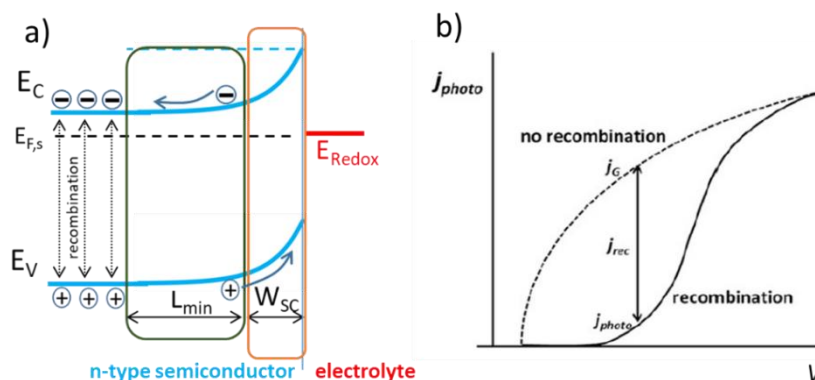 a)
E_C
E_F,s
E_Redox
recombination
E_V
L_min
W_SC
n-type semiconductor
electrolyte
b)
j_photo
no recombination
j_G
j_rec
j_photo
recombination
V